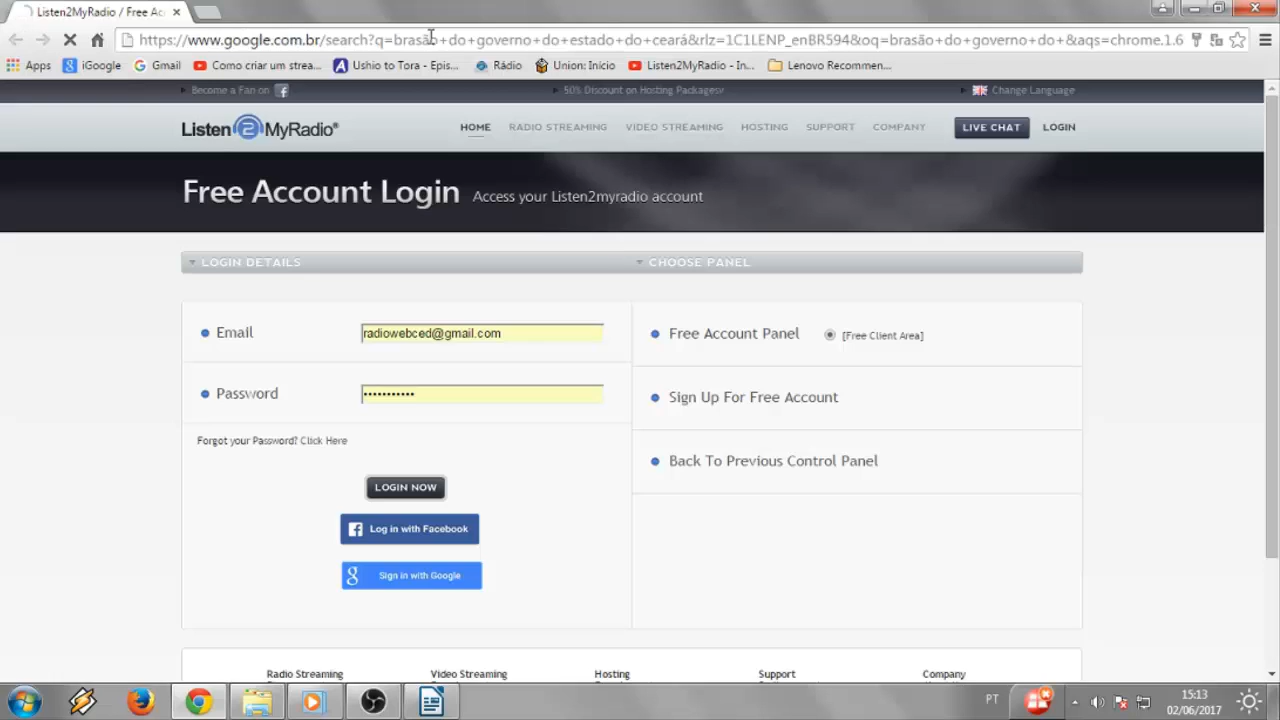 Listen2MyRadio / Free Ac
https://www.google.com.br/search?q=brasão+do+governo+do+estado+do+ceará&rlz=1C1LENP_enBR594&oq=brasão+do+governo+do+&aqs=chrome.1.6
Apps iGoogle Gmail Como criar um strea... Ushio to Tora - Epis... Rádio Union: Início Listen2MyRadio - In... Lenovo Recommen...
Become a Fan on 50% Discount on Hosting Packagesv Change Language
Listen2MyRadio® HOME RADIO STREAMING VIDEO STREAMING HOSTING SUPPORT COMPANY LIVE CHAT LOGIN
Free Account Login Access your Listen2myradio account
LOGIN DETAILS CHOOSE PANEL
Email radiowebced@gmail.com Free Account Panel [Free Client Area]
Password •••••••••••
Sign Up For Free Account
Forgot your Password? Click Here
Back To Previous Control Panel
LOGIN NOW
Log in with Facebook
Sign in with Google
Radio Streaming Video Streaming Hosting Support Company
PT 15:13
02/06/2017